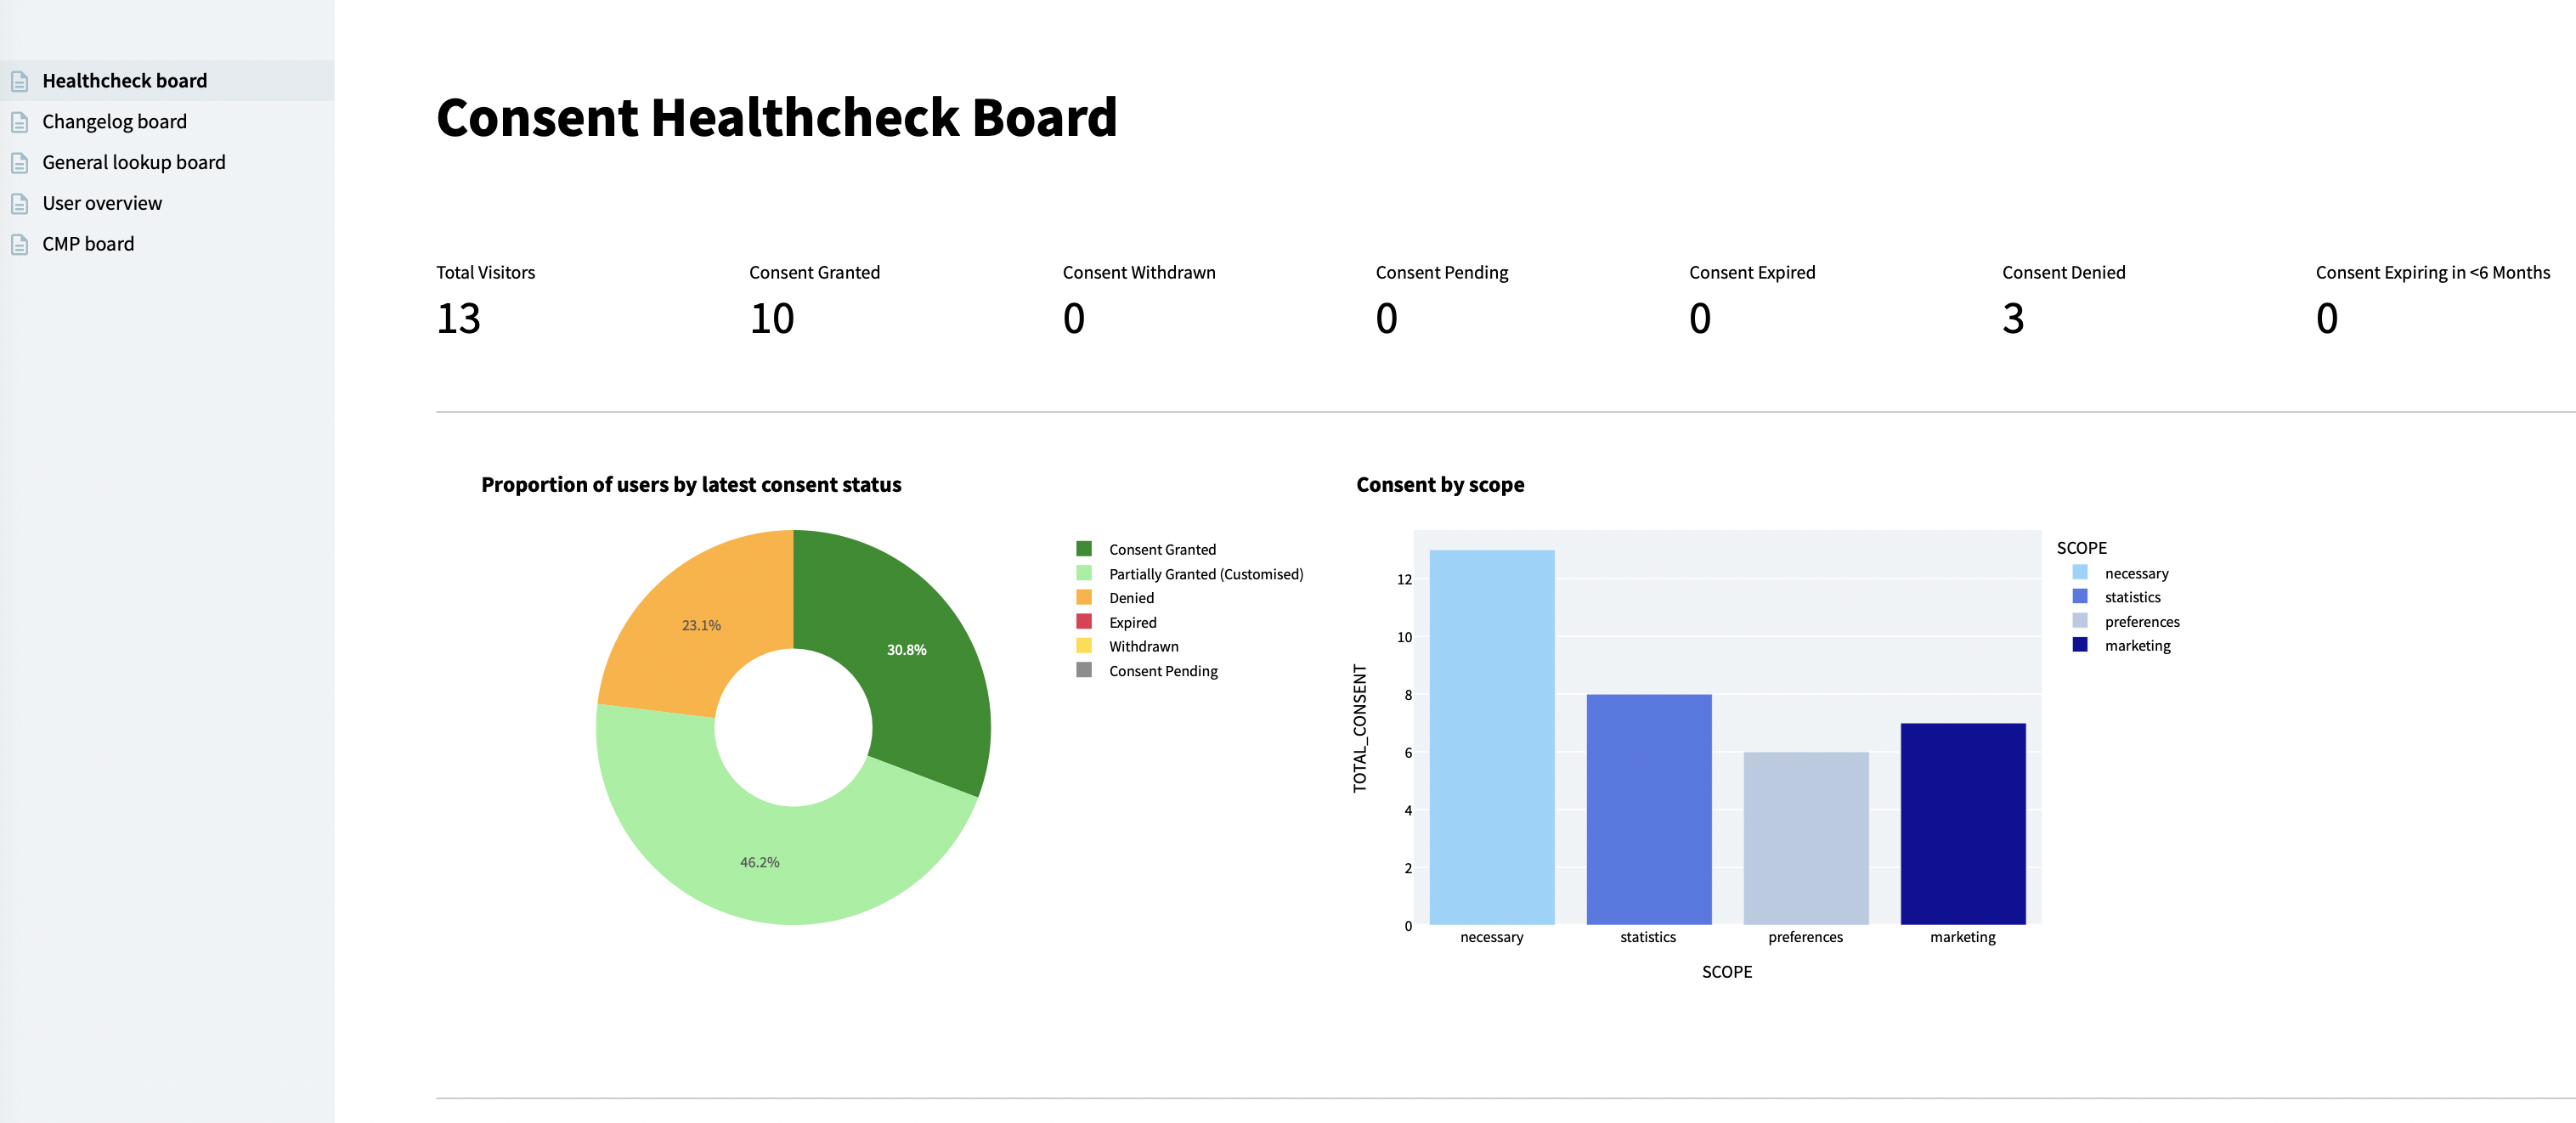 Healthcheck board
Changelog board
General lookup board
User overview
CMP board
Consent Healthcheck Board
Total Visitors
13
Consent Granted
10
Consent Withdrawn
0
Consent Pending
0
Consent Expired
0
Consent Denied
3
Consent Expiring in <6 Months
0
Proportion of users by latest consent status
23.1%
30.8%
46.2%
Consent Granted
Partially Granted (Customised)
Denied
Expired
Withdrawn
Consent Pending
Consent by scope
TOTAL_CONSENT
12
10
8
6
4
2
0
necessary
statistics
preferences
marketing
SCOPE
SCOPE
necessary
statistics
preferences
marketing